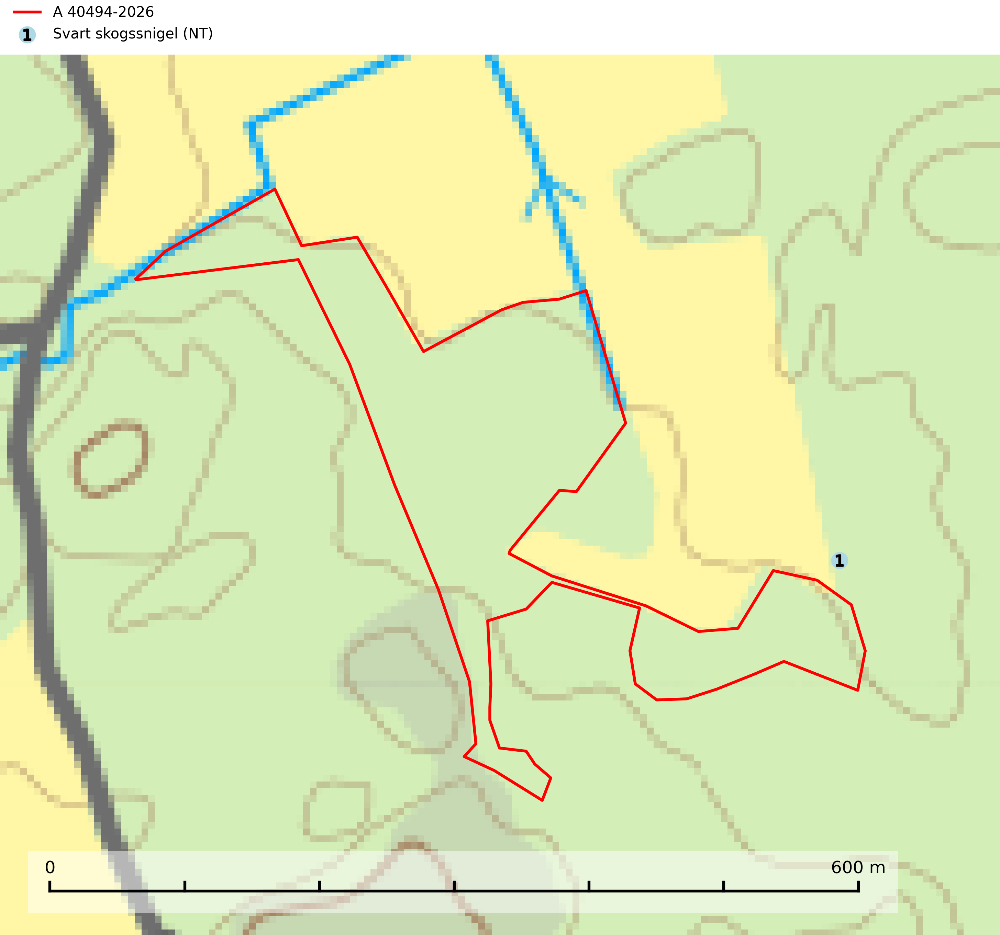 A 40494-2026
1 Svart skogssnigel (NT)
1
0 600 m